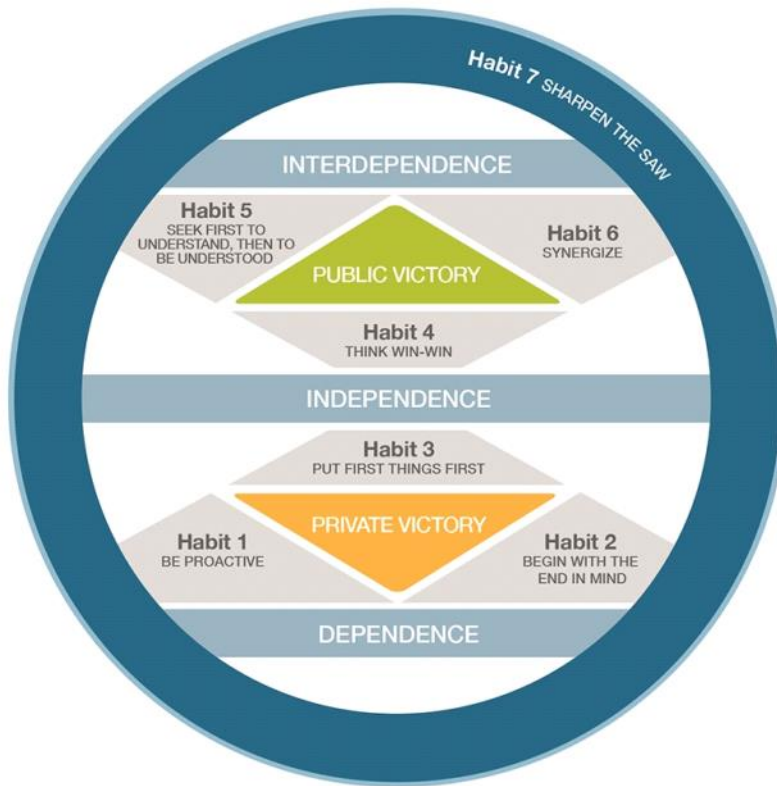 Habit 7 SHARPEN THE SAW
INTERDEPENDENCE
Habit 5
SEEK FIRST TO
UNDERSTAND, THEN TO
BE UNDERSTOOD
Habit 6
SYNERGIZE
PUBLIC VICTORY
Habit 4
THINK WIN-WIN
INDEPENDENCE
Habit 3
PUT FIRST THINGS FIRST
PRIVATE VICTORY
Habit 1
BE PROACTIVE
Habit 2
BEGIN WITH THE
END IN MIND
DEPENDENCE